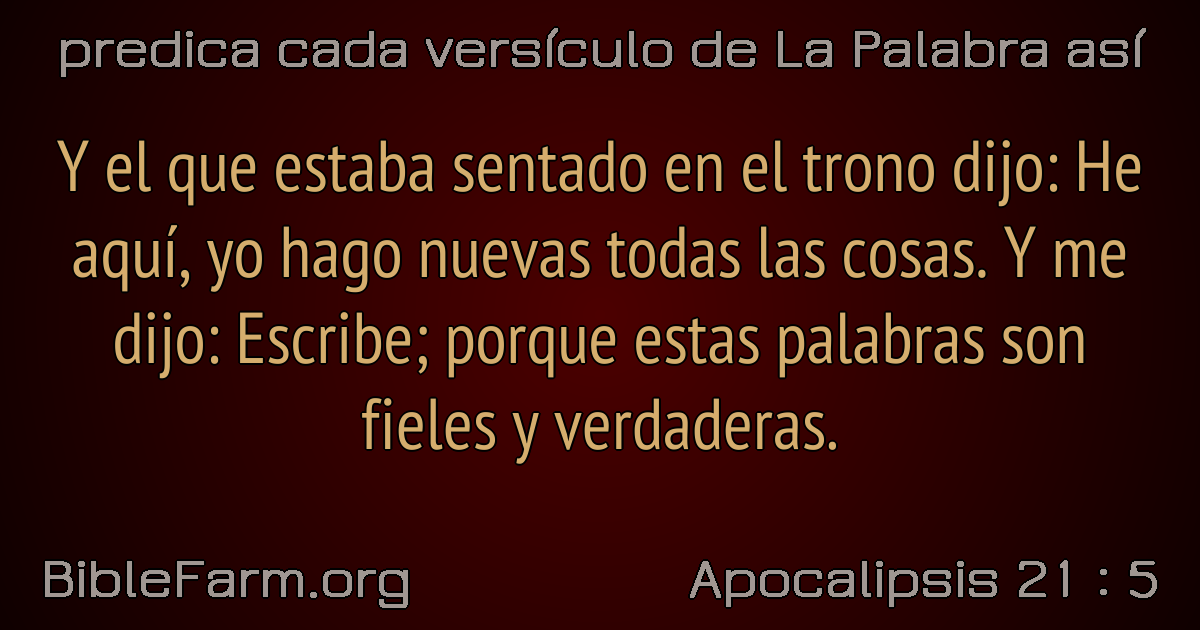 predica cada versículo de La Palabra así
Y el que estaba sentado en el trono dijo: He
aquí, yo hago nuevas todas las cosas. Y me
dijo: Escribe; porque estas palabras son
fieles y verdaderas.
BibleFarm.org
Apocalipsis 21 : 5